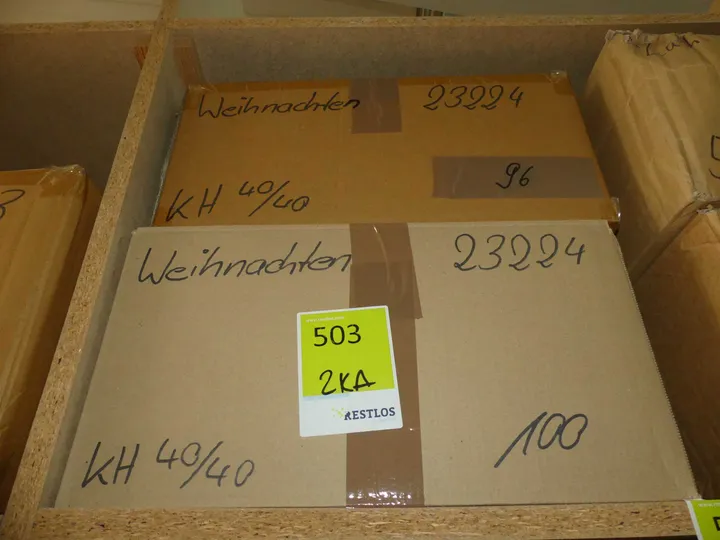 Weihnachten 23224
96
KH 40/40
Weihnachten 23224
503
2KA
RESTLOS
KH 40/40
100